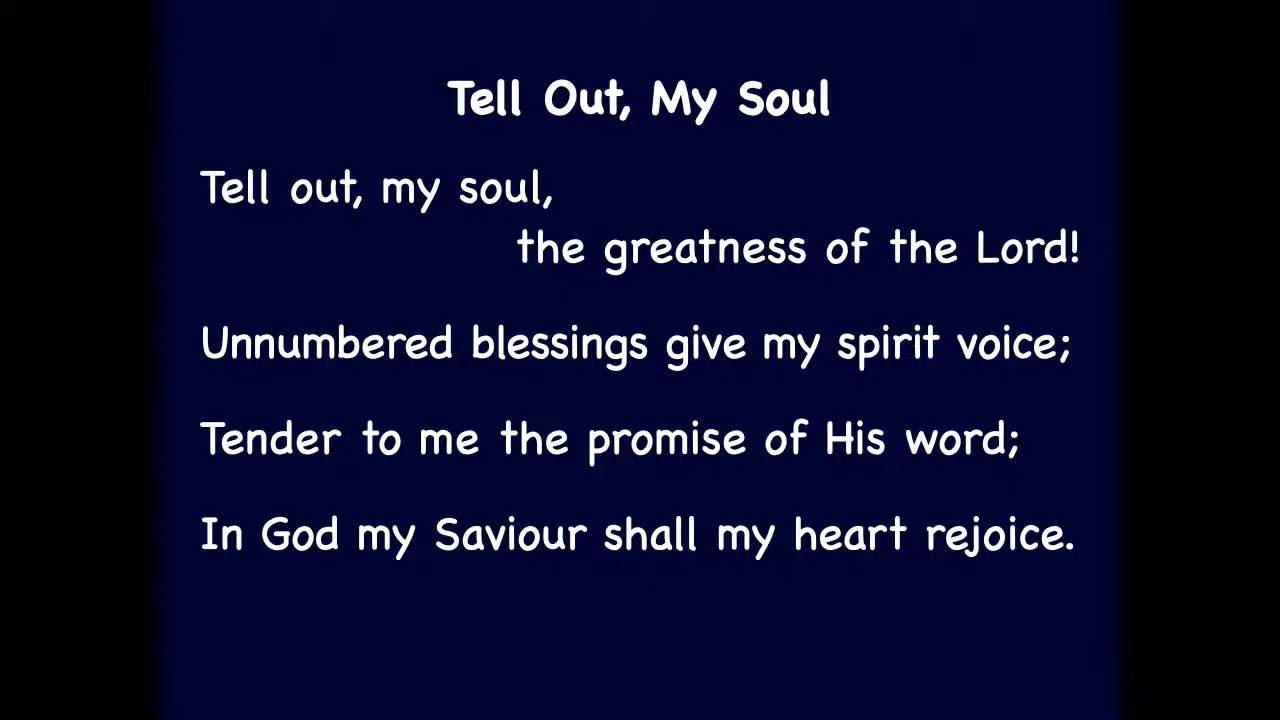 Tell Out, My Soul
Tell out, my soul,
the greatness of the Lord!
Unnumbered blessings give my spirit voice;
Tender to me the promise of His word;
In God my Saviour shall my heart rejoice.